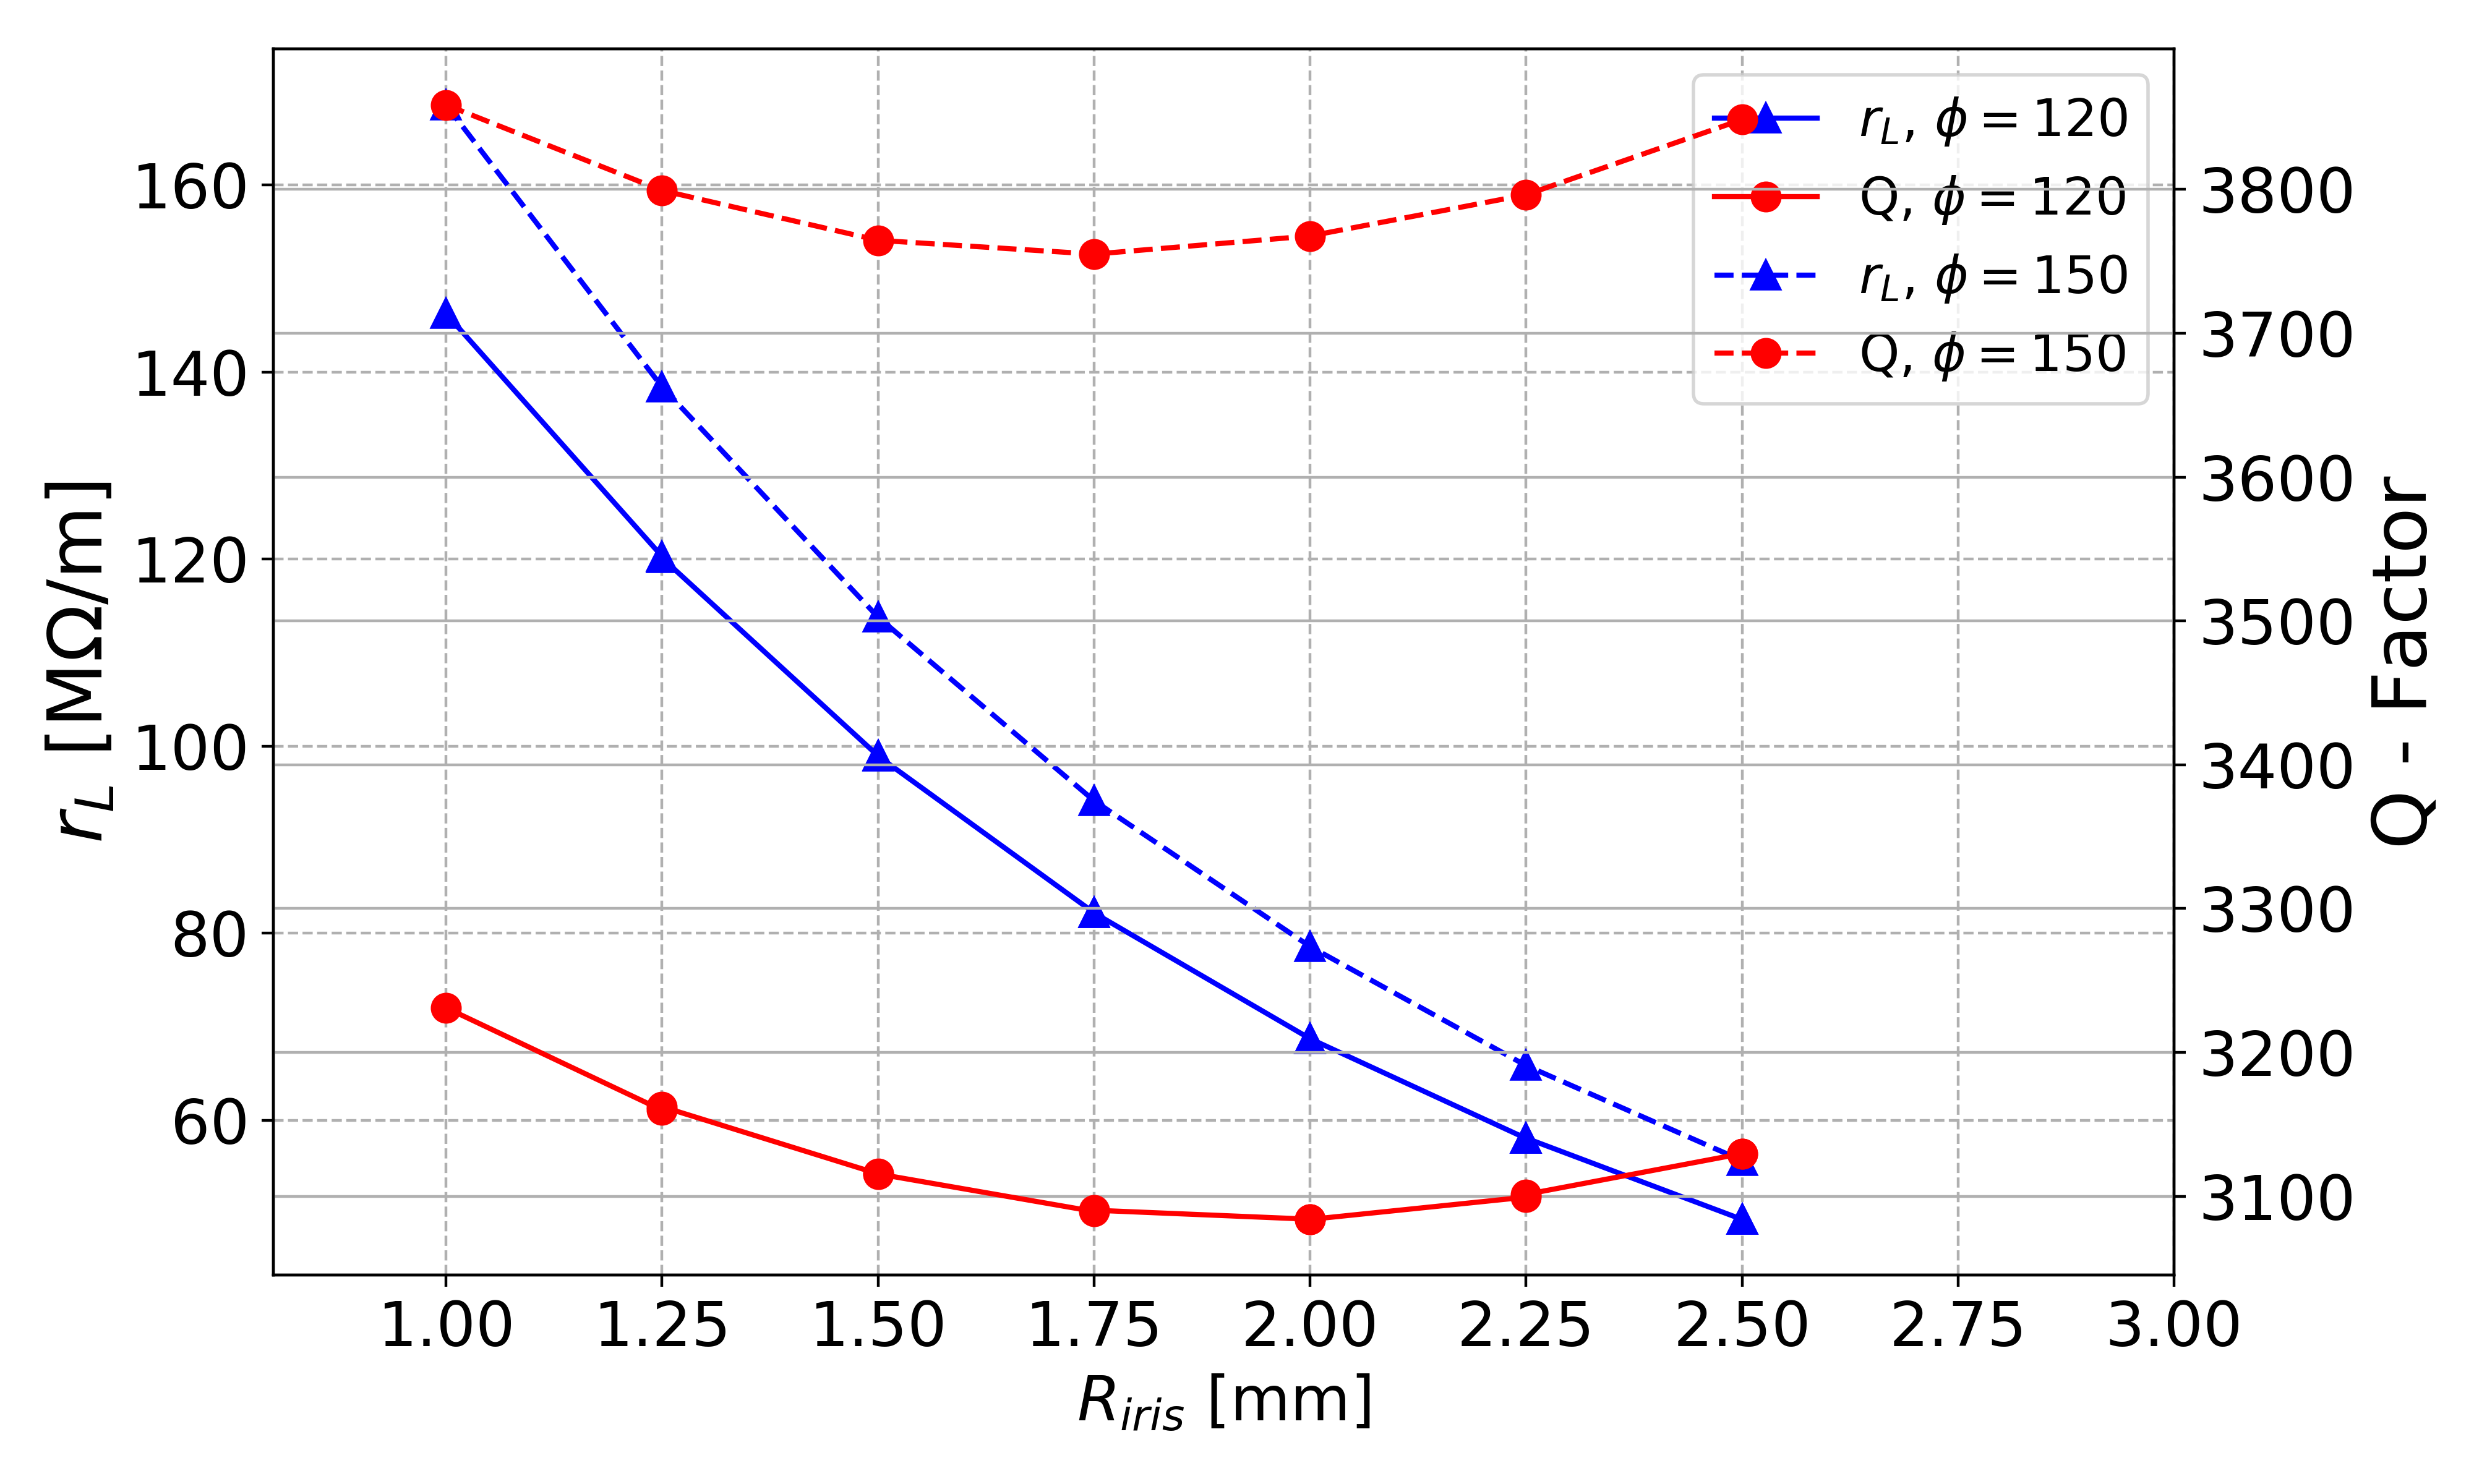 r_L, ϕ = 120
Q, ϕ = 120
r_L, ϕ = 150
Q, ϕ = 150
160
140
120
100
80
60
r_L [MΩ/m]
3800
3700
3600
3500
3400
3300
3200
3100
Q - Factor
1.00 1.25 1.50 1.75 2.00 2.25 2.50 2.75 3.00
R_iris [mm]